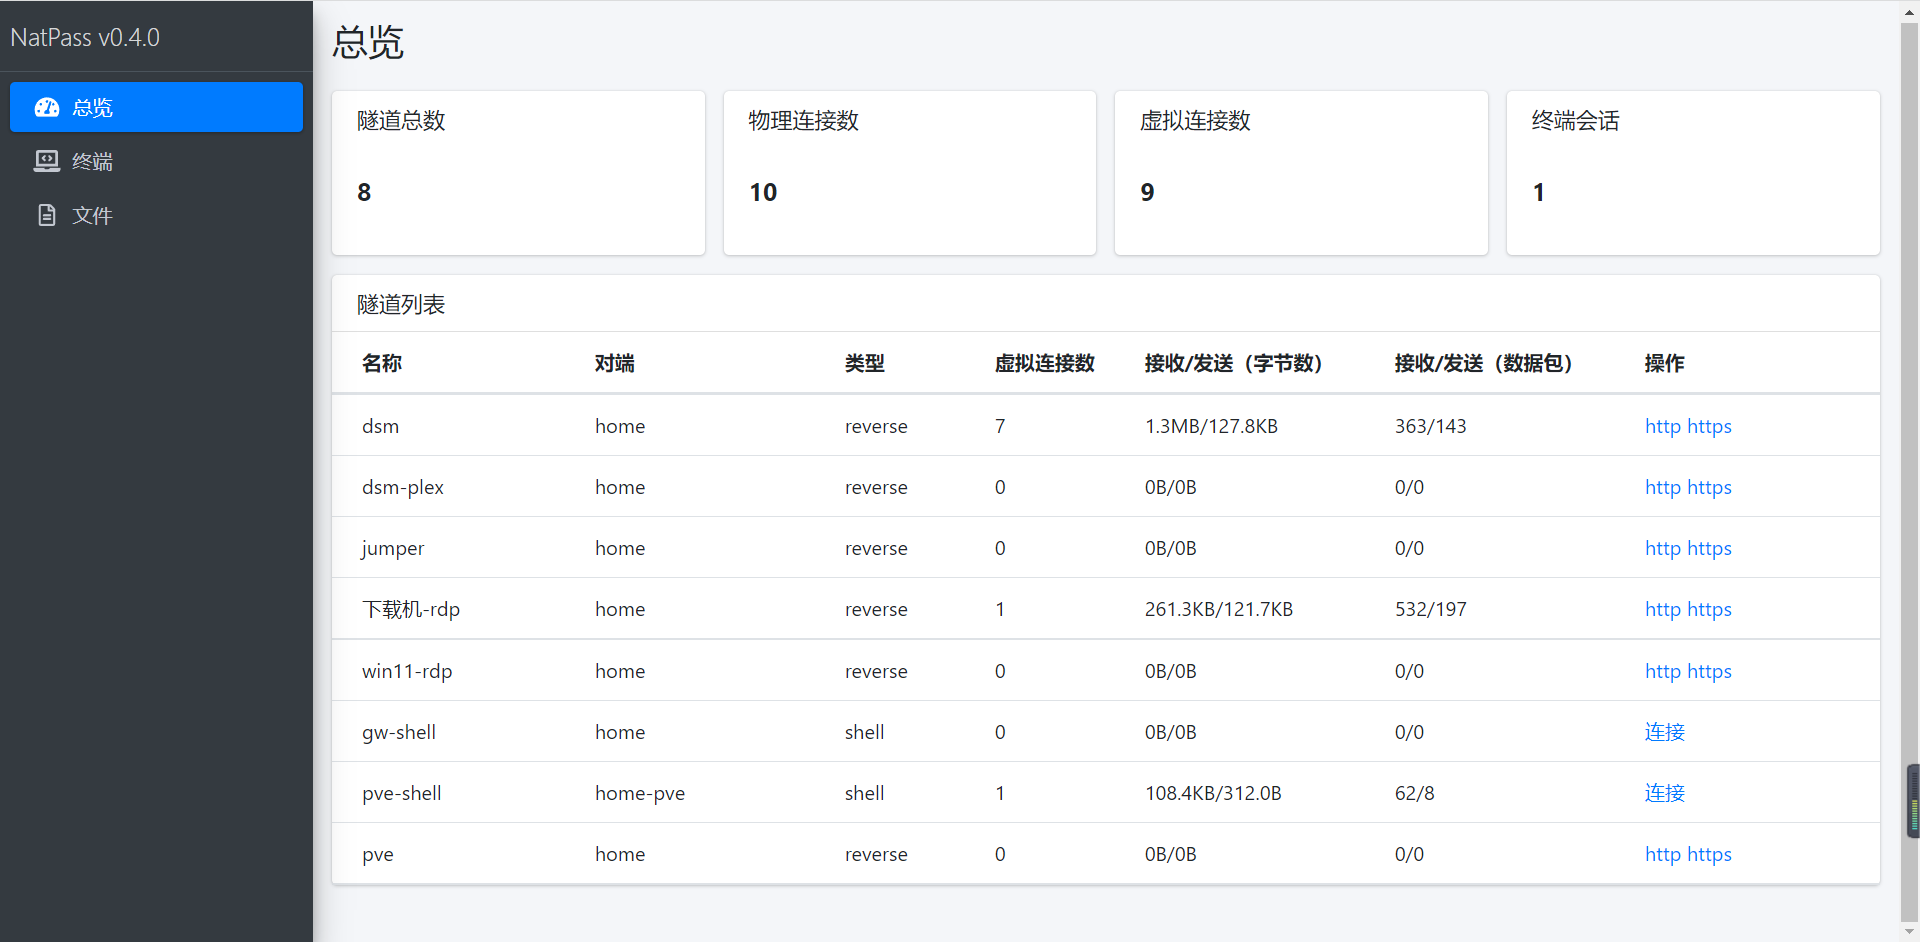 NatPass v0.4.0
总览
终端
文件
总览
隧道总数 物理连接数 虚拟连接数 终端会话
8 10 9 1
隧道列表
名称 对端 类型 虚拟连接数 接收/发送（字节数） 接收/发送（数据包） 操作
dsm home reverse 7 1.3MB/127.8KB 363/143 http https
dsm-plex home reverse 0 0B/0B 0/0 http https
jumper home reverse 0 0B/0B 0/0 http https
下载机-rdp home reverse 1 261.3KB/121.7KB 532/197 http https
win11-rdp home reverse 0 0B/0B 0/0 http https
gw-shell home shell 0 0B/0B 0/0 连接
pve-shell home-pve shell 1 108.4KB/312.0B 62/8 连接
pve home reverse 0 0B/0B 0/0 http https